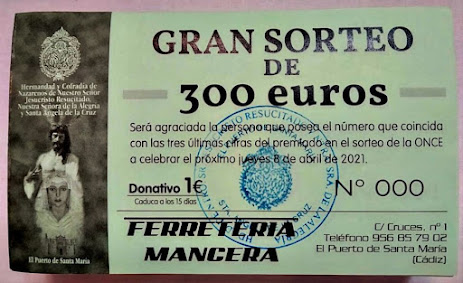 Hermandad y Cofradía de
Nazarenos de Nuestro Señor
Jesucristo Resucitado,
Nuestra Señora de la Alegría
y Santa Ángela de la Cruz
El Puerto de Santa María
GRAN SORTEO
DE
300 euros
Será agraciada la persona que posea el número que coincida
con las tres últimas cifras del premiado en el sorteo de la ONCE
a celebrar el próximo jueves 8 de abril de 2021.
Donativo 1€
Caduca a los 15 días
Nº 000
FERRETERIA
MANCERA
C/ Cruces, nº 1
Teléfono 956 85 79 02
El Puerto de Santa María
(Cádiz)
RESUCITADO